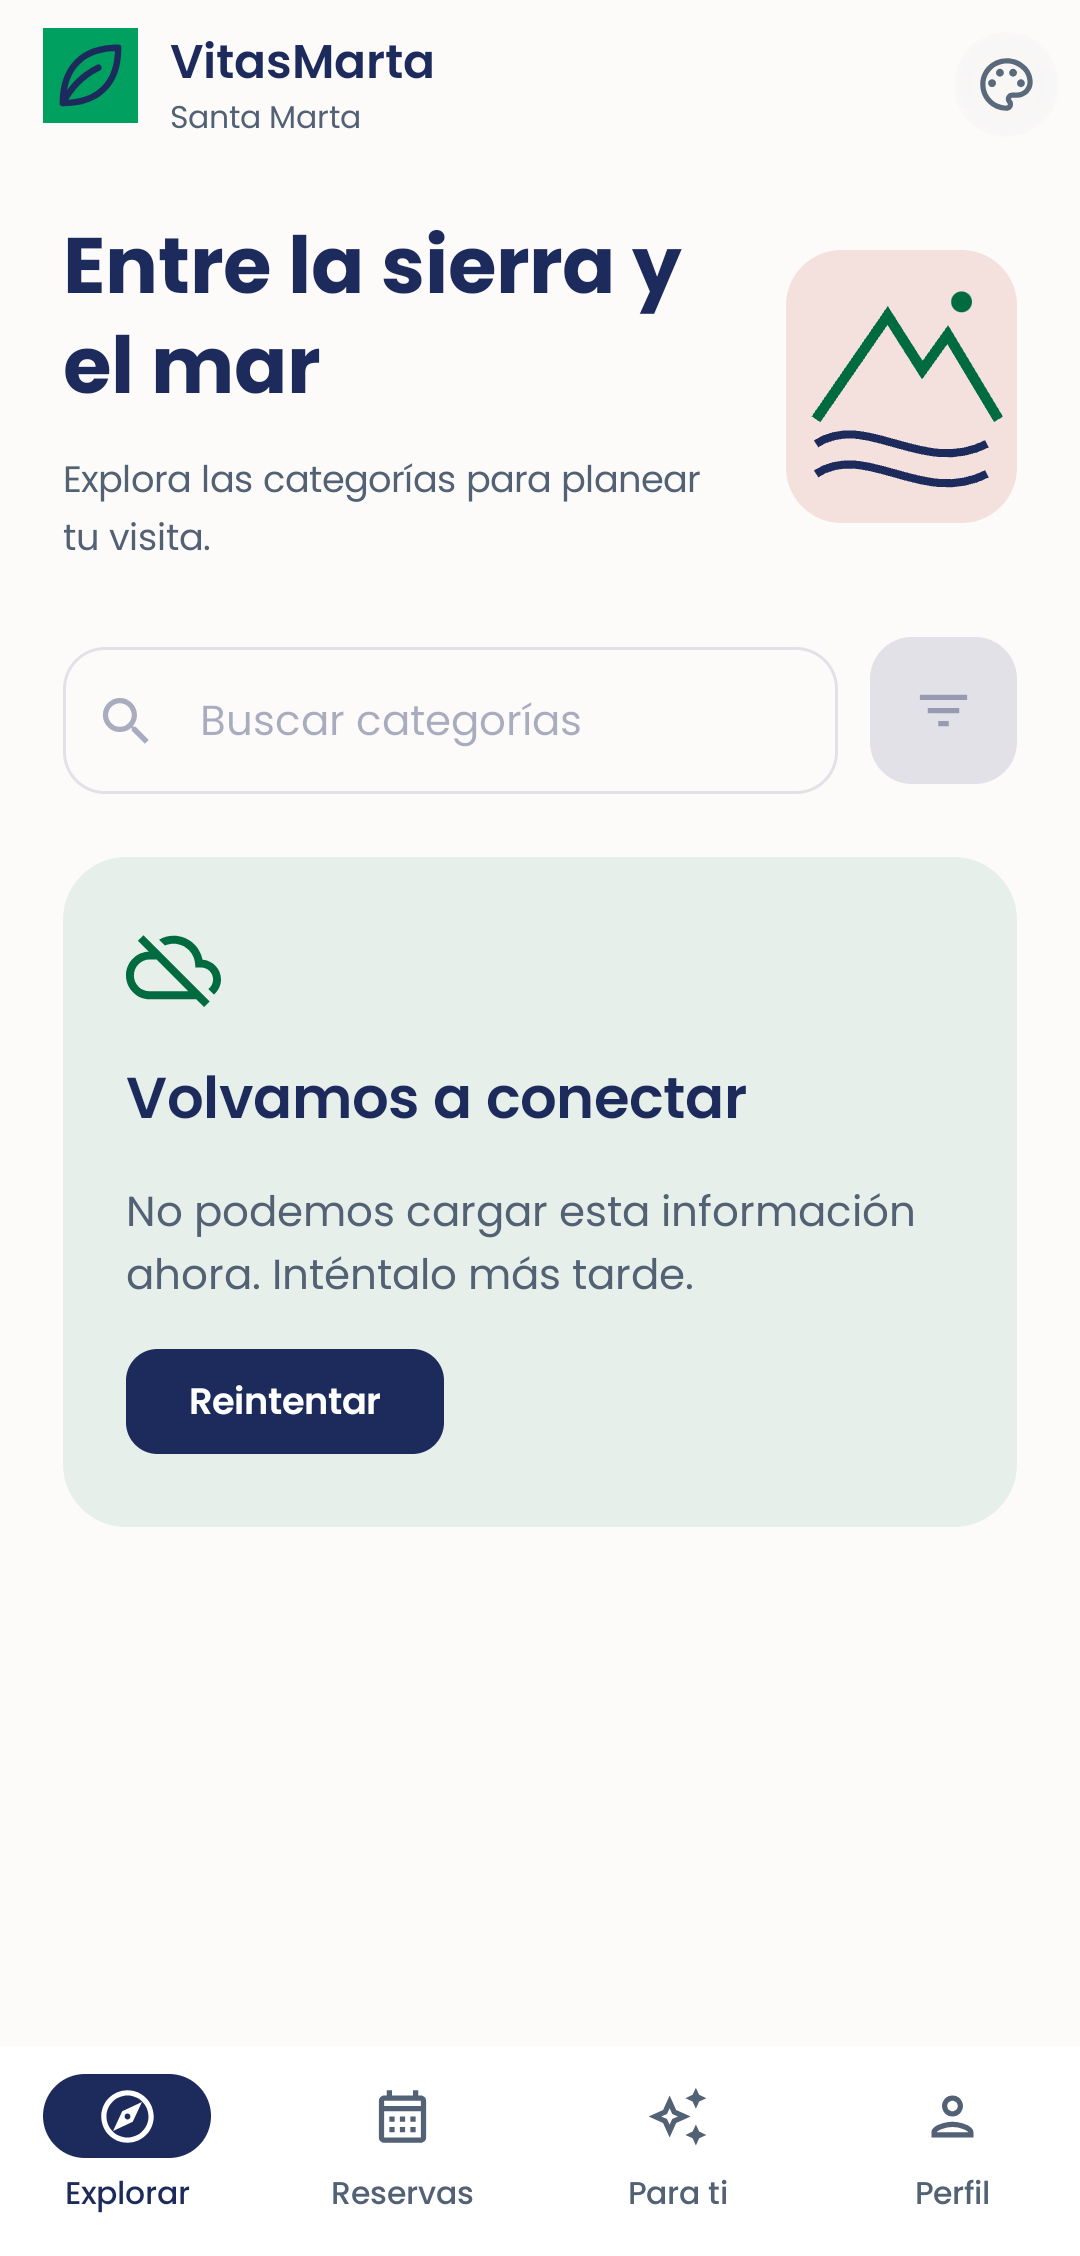 VitasMarta
Santa Marta
Entre la sierra y
el mar
Explora las categorías para planear
tu visita.
Buscar categorías
Volvamos a conectar
No podemos cargar esta información
ahora. Inténtalo más tarde.
Reintentar
Explorar
Reservas
Para ti
Perfil